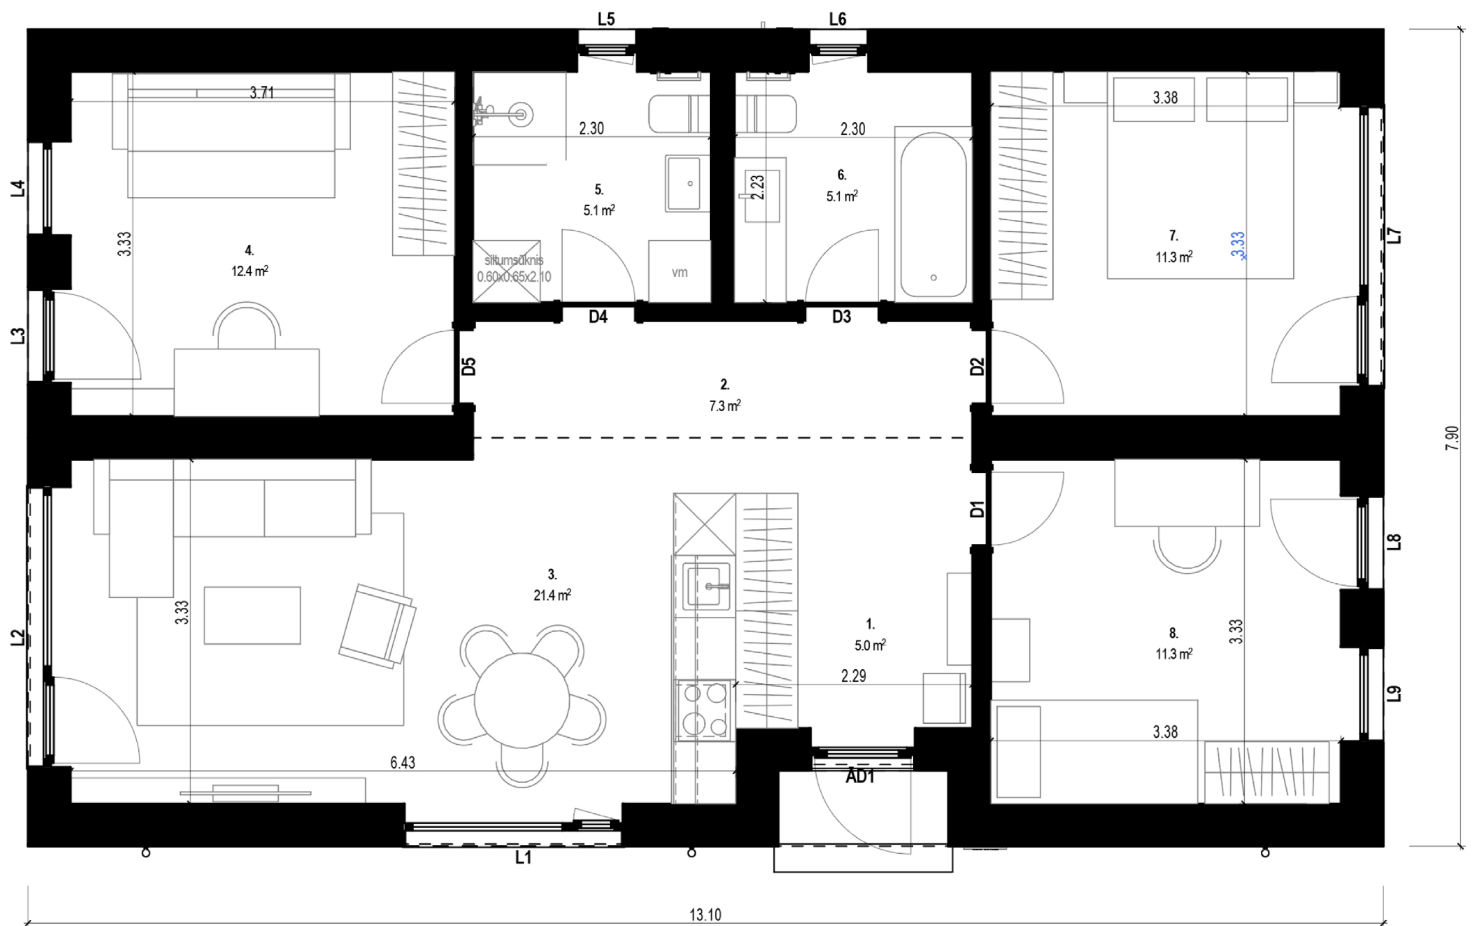 L5
L6
3.71
2.30
2.30
3.38
L4
2.23
5.
5.1 m²
6.
5.1 m²
3.33
4.
12.4 m²
7.
11.3 m²
3.33
L7
siltumsūknis
0.60x0.65x2.10
vm
D4
D3
L3
D5
2.
7.3 m²
D2
7.90
D1
L8
3.
21.4 m²
3.33
L2
1.
5.0 m²
3.33
8.
11.3 m²
2.29
L9
3.38
6.43
ĀD1
L1
13.10